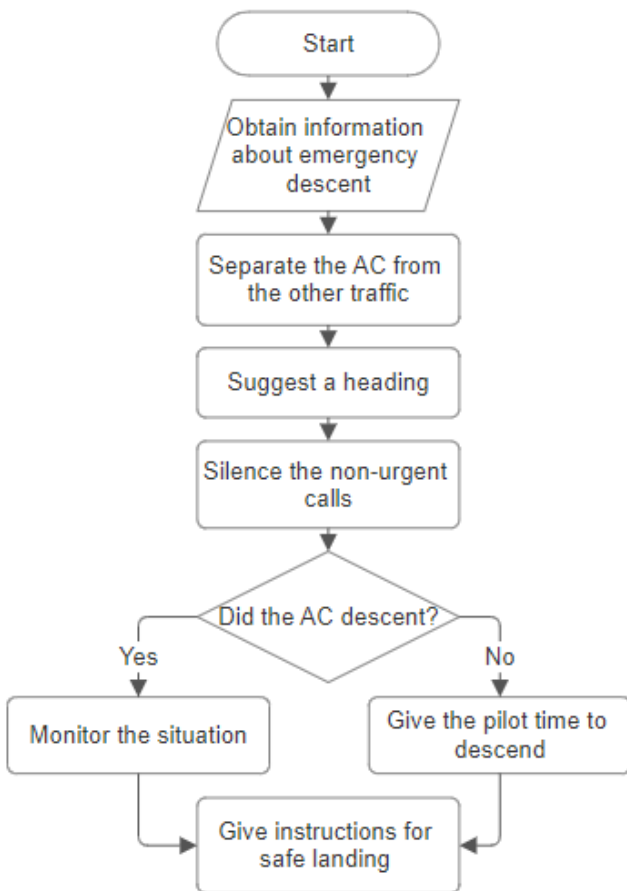 Start
Obtain information
about emergency
descent
Separate the AC from
the other traffic
Suggest a heading
Silence the non-urgent
calls
Did the AC descent?
Yes
No
Monitor the situation
Give the pilot time to
descend
Give instructions for
safe landing